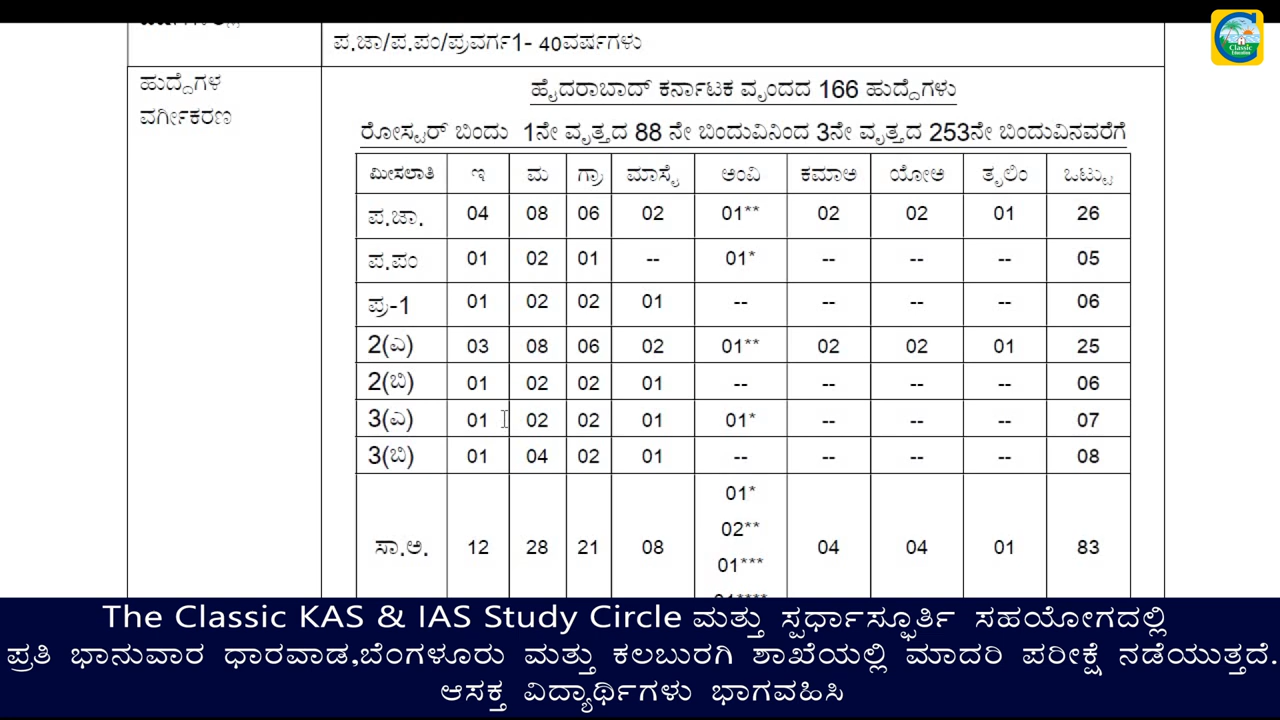 ಪ.ಜಾ/ಪ.ಪಂ/ಪ್ರವರ್ಗ1- 40ವರ್ಷಗಳು
Classic
Education
ಹುದ್ದೆಗಳ
ವರ್ಗೀಕರಣ
ಹೈದರಾಬಾದ್ ಕರ್ನಾಟಕ ವೃಂದದ 166 ಹುದ್ದೆಗಳು
ರೋಸ್ಟರ್ ಬಿಂದು 1ನೇ ವೃತ್ತದ 88 ನೇ ಬಿಂದುವಿನಿಂದ 3ನೇ ವೃತ್ತದ 253ನೇ ಬಿಂದುವಿನವರೆಗೆ
ಮೀಸಲಾತಿ ಇ ಮ ಗ್ರಾ ಮಾಸೈ ಅಂವಿ ಕಮಾಅ ಯೋಅ ತೃಲಿಂ ಒಟ್ಟು
ಪ.ಜಾ. 04 08 06 02 01** 02 02 01 26
ಪ.ಪಂ 01 02 01 -- 01* -- -- -- 05
ಪ್ರ-1 01 02 02 01 -- -- -- -- 06
2(ಎ) 03 08 06 02 01** 02 02 01 25
2(ಬಿ) 01 02 02 01 -- -- -- -- 06
3(ಎ) 01 02 02 01 01* -- -- -- 07
3(ಬಿ) 01 04 02 01 -- -- -- -- 08
01*
02**
ಸಾ.ಅ. 12 28 21 08 04 04 01 83
01***
The Classic KAS & IAS Study Circle ಮತ್ತು ಸ್ಪರ್ಧಾಸ್ಫೂರ್ತಿ ಸಹಯೋಗದಲ್ಲಿ
ಪ್ರತಿ ಭಾನುವಾರ ಧಾರವಾಡ,ಬೆಂಗಳೂರು ಮತ್ತು ಕಲಬುರಗಿ ಶಾಖೆಯಲ್ಲಿ ಮಾದರಿ ಪರೀಕ್ಷೆ ನಡೆಯುತ್ತದೆ.
ಆಸಕ್ತ ವಿದ್ಯಾರ್ಥಿಗಳು ಭಾಗವಹಿಸಿ